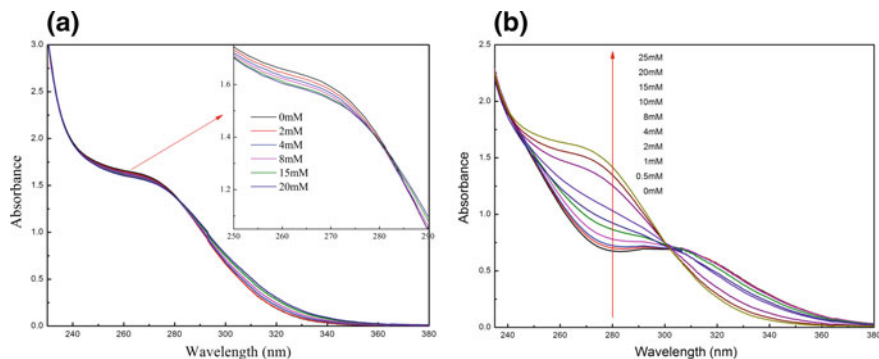 (a)
3.0
2.5
2.0
1.5
1.0
0.5
0.0
Absorbance
1.6
1.4
1.2
0mM
2mM
4mM
8mM
15mM
20mM
250 260 270 280 290
230 260 280 300 320 340 360 380
Wavelength (nm)
(b)
2.5
2.0
1.5
1.0
0.5
0.0
Absorbance
25mM
20mM
15mM
10mM
8mM
4mM
2mM
1mM
0.5mM
0mM
240 260 280 300 320 340 360 380
Wavelength (nm)